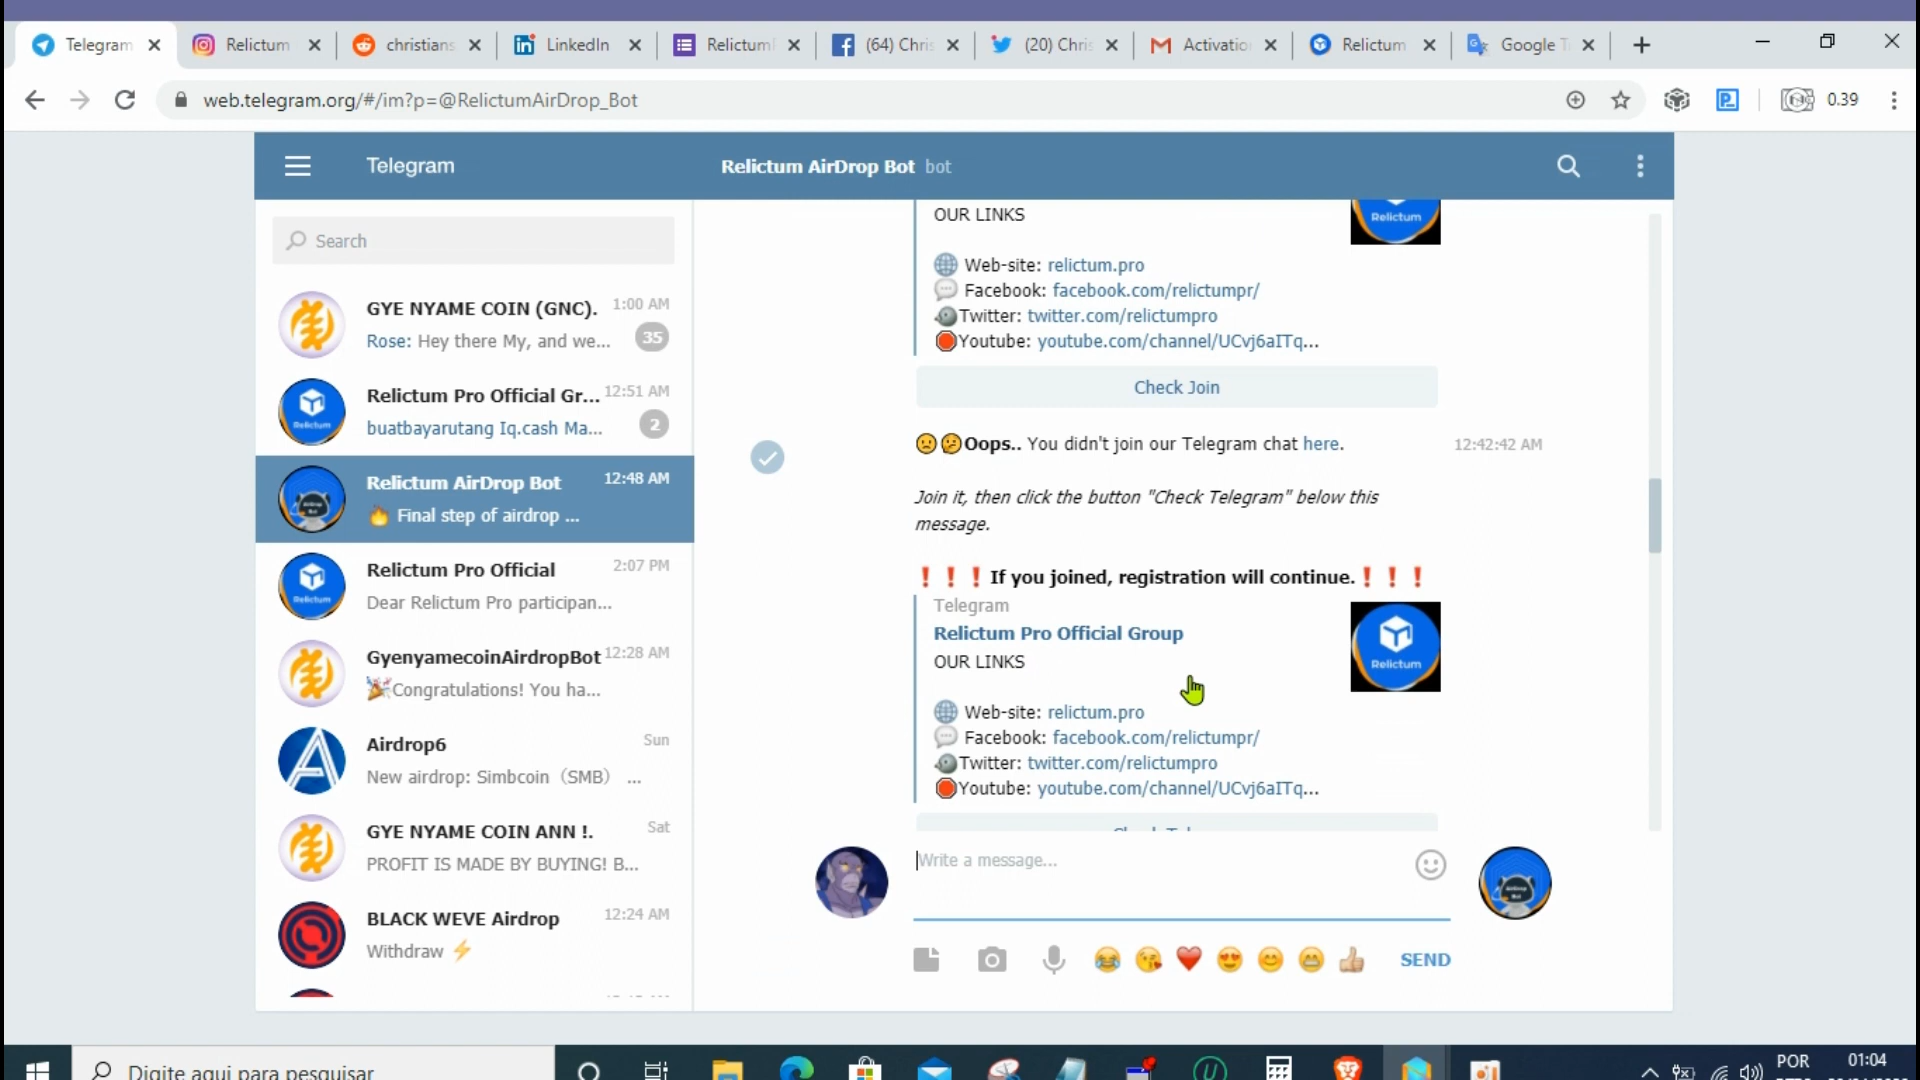 Telegram
Relictum
christians
LinkedIn
Relictum
(64) Chris
(20) Chris
Activatio
Relictum
Google T
web.telegram.org/#/im?p=@RelictumAirDrop_Bot
0.39
Telegram
Relictum AirDrop Bot bot
Search
GYE NYAME COIN (GNC). 1:00 AM
Rose: Hey there My, and we... 35
Relictum Pro Official Gr... 12:51 AM
buatbayarutang Iq.cash Ma... 2
Relictum AirDrop Bot 12:48 AM
🔥 Final step of airdrop ...
Relictum Pro Official 2:07 PM
Dear Relictum Pro participan...
GyenyamecoinAirdropBot 12:28 AM
🎉Congratulations! You ha...
Airdrop6 Sun
New airdrop: Simbcoin（SMB） ...
GYE NYAME COIN ANN !. Sat
PROFIT IS MADE BY BUYING! B...
BLACK WEVE Airdrop 12:24 AM
Withdraw ⚡
OUR LINKS
Relictum
Web-site: relictum.pro
Facebook: facebook.com/relictumpr/
Twitter: twitter.com/relictumpro
Youtube: youtube.com/channel/UCvj6aITq...
Check Join
Oops.. You didn't join our Telegram chat here. 12:42:42 AM
Join it, then click the button "Check Telegram" below this
message.
❗❗❗If you joined, registration will continue.❗❗❗
Telegram
Relictum Pro Official Group
OUR LINKS
Relictum
Web-site: relictum.pro
Facebook: facebook.com/relictumpr/
Twitter: twitter.com/relictumpro
Youtube: youtube.com/channel/UCvj6aITq...
Write a message...
SEND
Digite aqui para pesquisar
POR
01:04